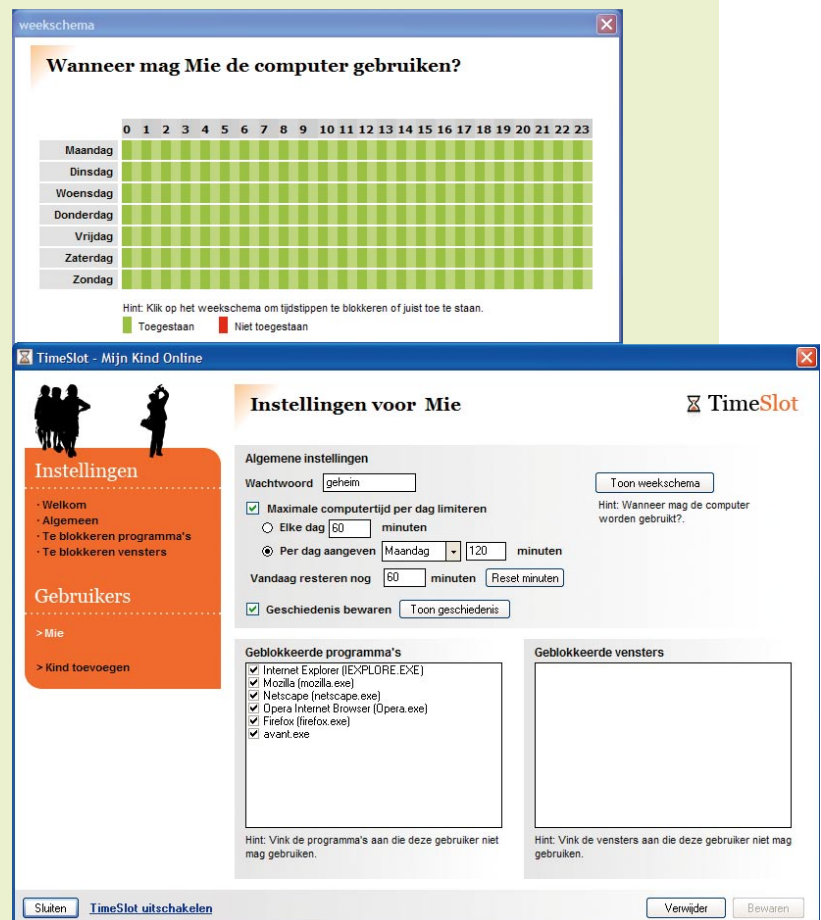 weekschema
Wanneer mag Mie de computer gebruiken?
0 1 2 3 4 5 6 7 8 9 10 11 12 13 14 15 16 17 18 19 20 21 22 23
Maandag
Dinsdag
Woensdag
Donderdag
Vrijdag
Zaterdag
Zondag
Hint: Klik op het weekschema om tijdstippen te blokkeren of juist toe te staan.
Toegestaan Niet toegestaan
TimeSlot - Mijn Kind Online
Instellingen voor Mie
TimeSlot
Instellingen
· Welkom
· Algemeen
· Te blokkeren programma's
· Te blokkeren vensters
Gebruikers
> Mie
> Kind toevoegen
Algemene instellingen
Wachtwoord geheim
Maximale computertijd per dag limiteren
Elke dag 60 minuten
Per dag aangeven Maandag 120 minuten
Vandaag resteren nog 60 minuten Reset minuten
Geschiedenis bewaren Toon geschiedenis
Toon weekschema
Hint: Wanneer mag de computer
worden gebruikt?.
Geblokkeerde programma's
Internet Explorer (IEXPLORE.EXE)
Mozilla (mozilla.exe)
Netscape (netscape.exe)
Opera Internet Browser (Opera.exe)
Firefox (firefox.exe)
avant.exe
Hint: Vink de programma's aan die deze gebruiker niet
mag gebruiken.
Geblokkeerde vensters
Hint: Vink de vensters aan die deze gebruiker niet mag
gebruiken.
Sluiten TimeSlot uitschakelen Verwijder Bewaren